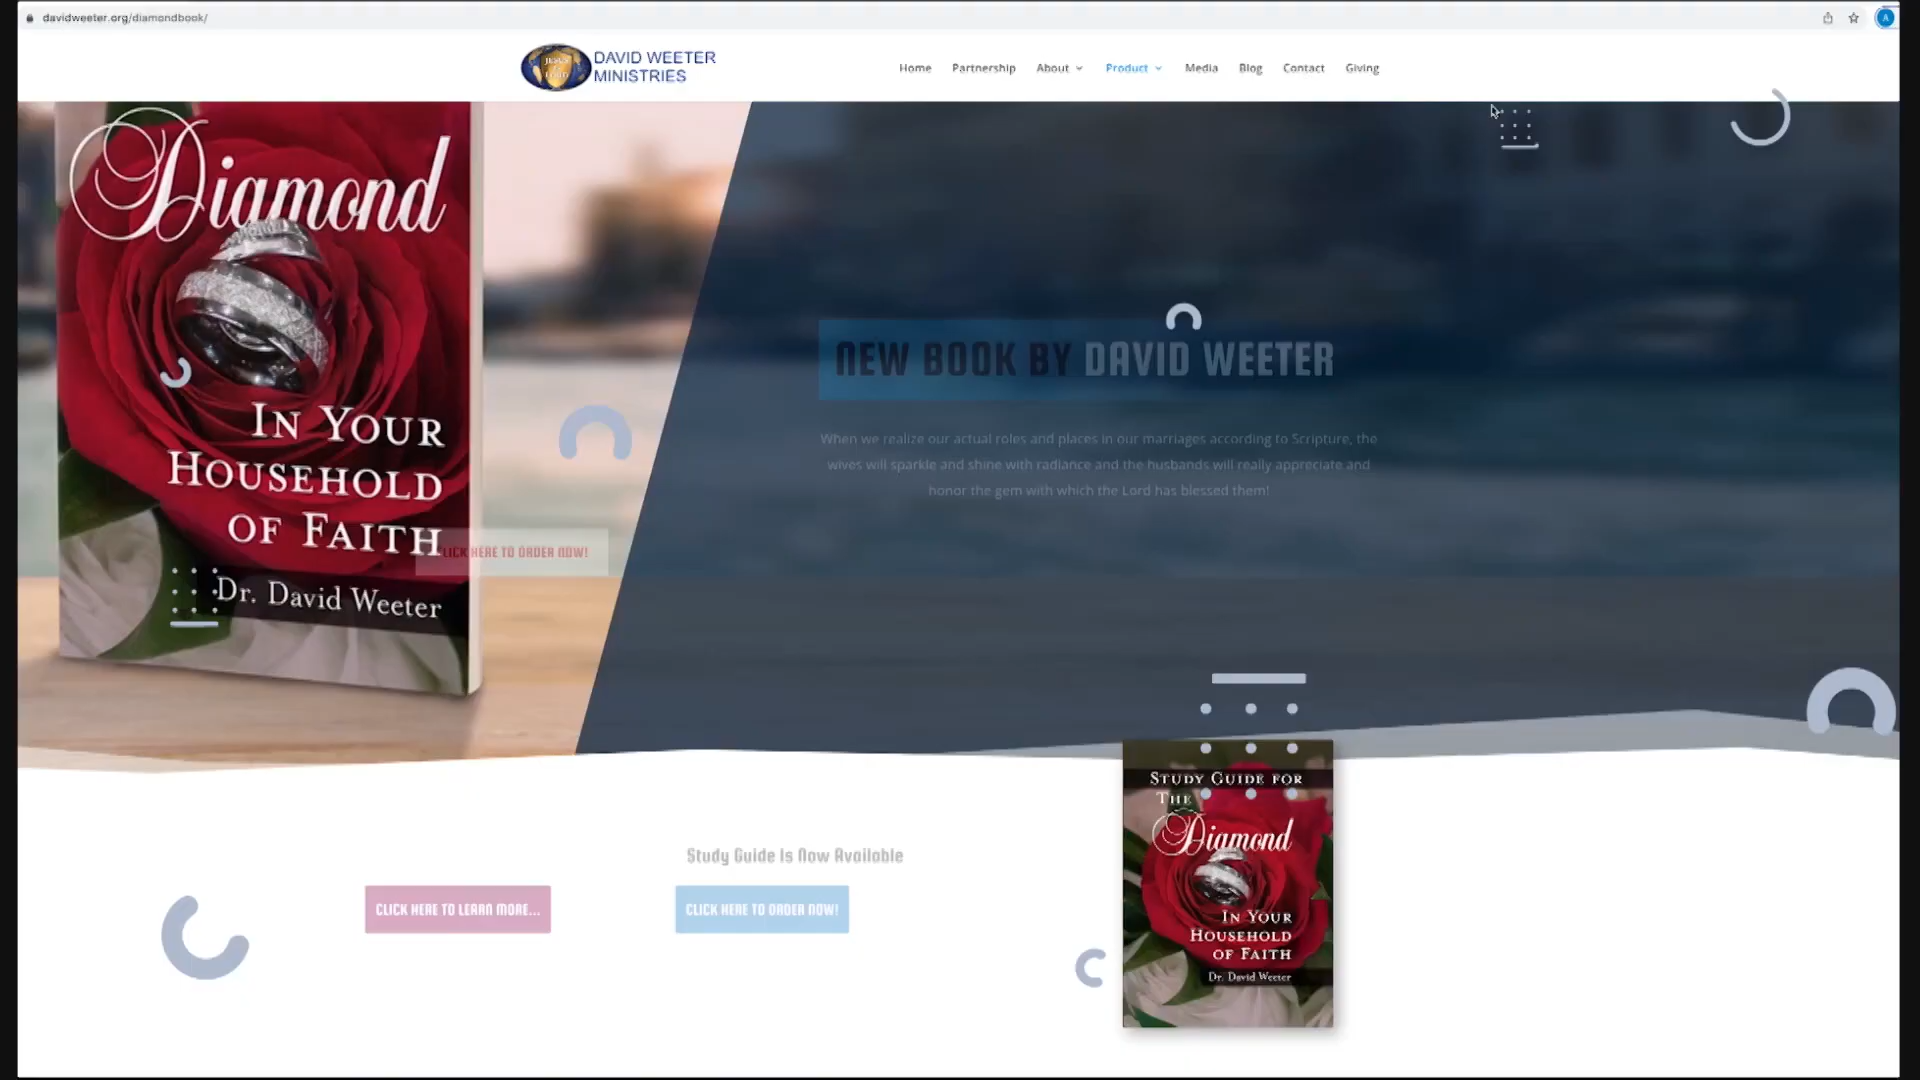 davidweeter.org/diamondbook/
A
JESUS
LORD
DAVID WEETER
MINISTRIES
Home Partnership About Product Media Blog Contact Giving
Diamond
IN YOUR
HOUSEHOLD
OF FAITH
Dr. David Weeter
LICK HERE TO ORDER NOW!
NEW BOOK BY DAVID WEETER
When we realize our actual roles and places in our marriages according to Scripture, the
wives will sparkle and shine with radiance and the husbands will really appreciate and
honor the gem with which the Lord has blessed them!
Study Guide Is Now Available
CLICK HERE TO LEARN MORE...
CLICK HERE TO ORDER NOW!
STUDY GUIDE FOR
THE
Diamond
IN YOUR
HOUSEHOLD
OF FAITH
Dr. David Weeter